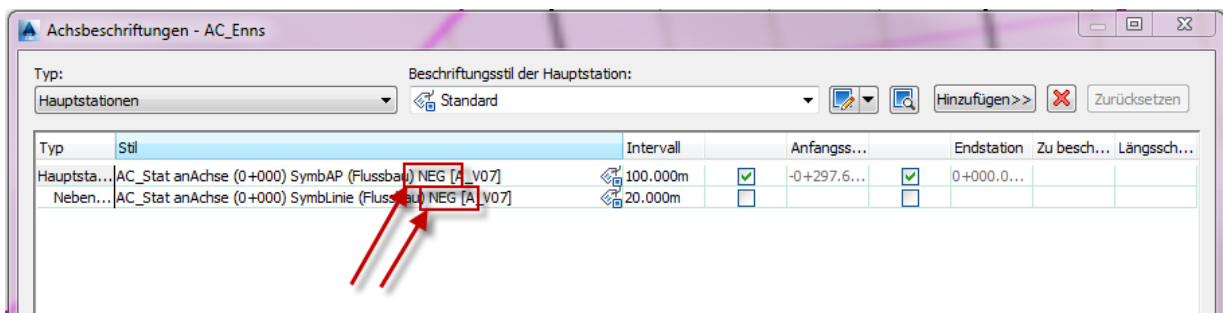 Achsbeschriftungen - AC_Enns
Typ: Beschriftungsstil der Hauptstation:
Hauptstationen Standard Hinzufügen>> Zurücksetzen
Typ Stil Intervall Anfangss... Endstation Zu besch... Längssch...
Hauptsta... AC_Stat anAchse (0+000) SymbAP (Flussbau) NEG [A_V07] 100.000m -0+297.6... 0+000.0...
Neben... AC_Stat anAchse (0+000) SymbLinie (Flussbau) NEG [A_V07] 20.000m